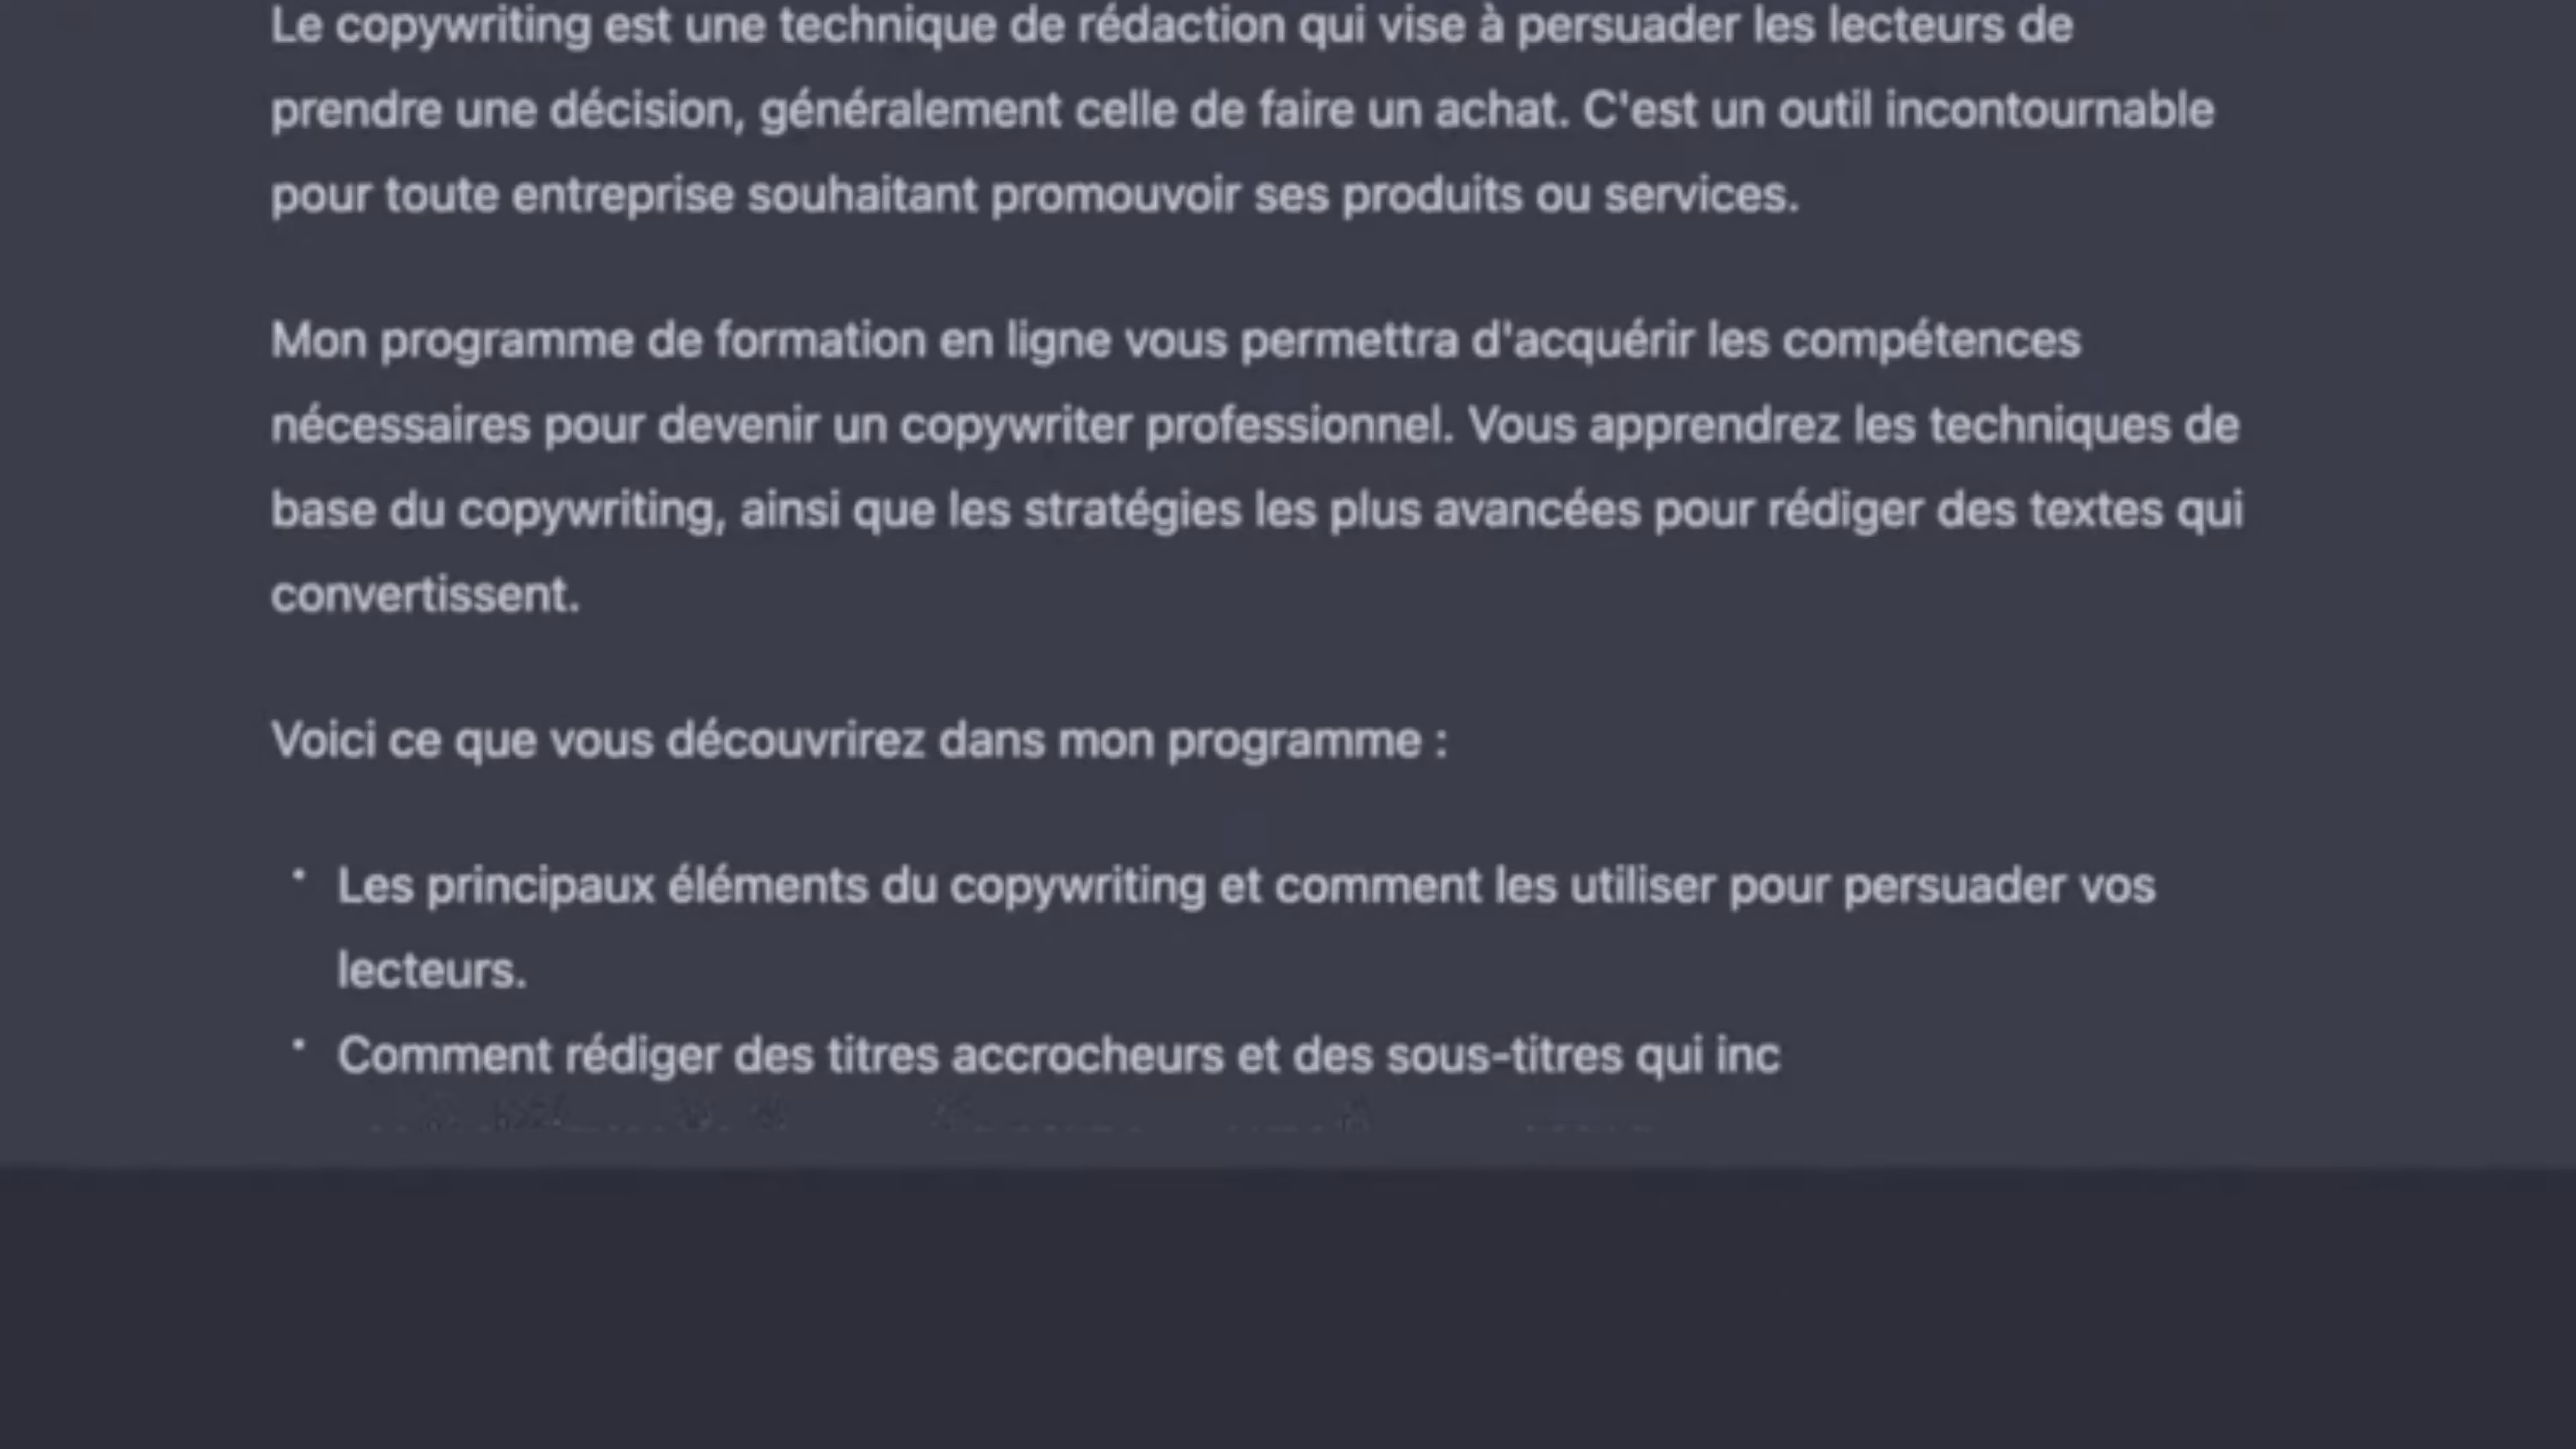 Le copywriting est une technique de rédaction qui vise à persuader les lecteurs de
prendre une décision, généralement celle de faire un achat. C'est un outil incontournable
pour toute entreprise souhaitant promouvoir ses produits ou services.
Mon programme de formation en ligne vous permettra d'acquérir les compétences
nécessaires pour devenir un copywriter professionnel. Vous apprendrez les techniques de
base du copywriting, ainsi que les stratégies les plus avancées pour rédiger des textes qui
convertissent.
Voici ce que vous découvrirez dans mon programme :
• Les principaux éléments du copywriting et comment les utiliser pour persuader vos
lecteurs.
• Comment rédiger des titres accrocheurs et des sous-titres qui inc